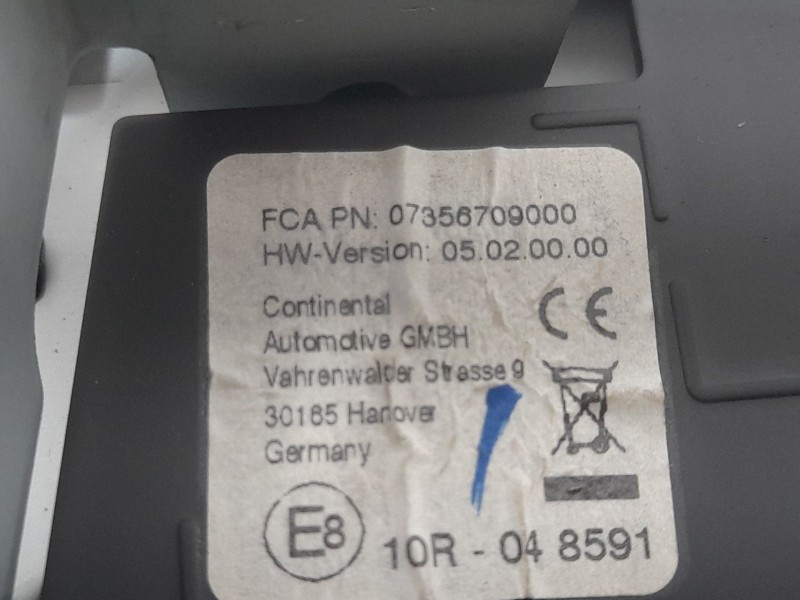 FCA PN: 07356709000
HW-Version: 05.02.00.00
Continental
Automotive GMBH
Vahrenwalder Strasse 9
30165 Hanover
Germany
CE
E8
10R - 04 8591